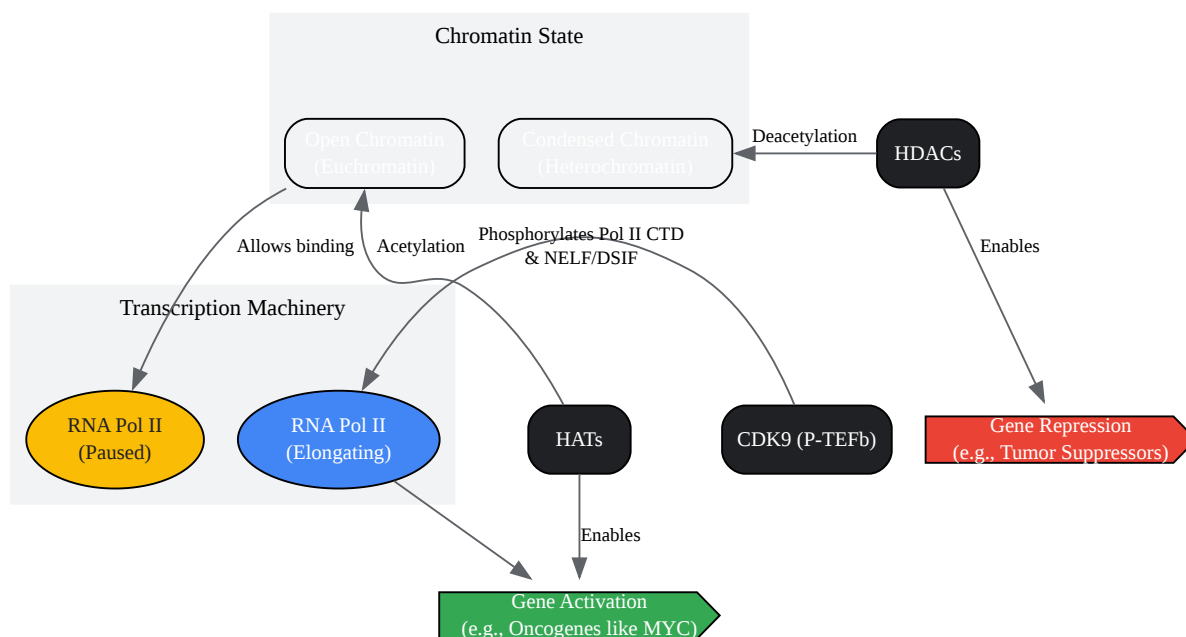 Chromatin State
Open Chromatin
(Euchromatin)
Condensed Chromatin
(Heterochromatin)
Deacetylation
HDACs
Allows binding
Acetylation
Phosphorylates Pol II CTD
& NELF/DSIF
Enables
Transcription Machinery
RNA Pol II
(Paused)
RNA Pol II
(Elongating)
HATs
CDK9 (P-TEFb)
Gene Repression
(e.g., Tumor Suppressors)
Enables
Gene Activation
(e.g., Oncogenes like MYC)